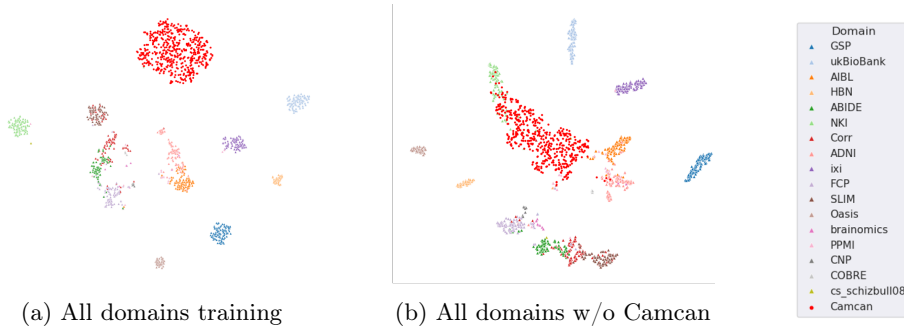 Domain
GSP
ukBioBank
AIBL
HBN
ABIDE
NKI
Corr
ADNI
ixi
FCP
SLIM
Oasis
brainomics
PPMI
CNP
COBRE
cs_schizbull08
Camcan
(a) All domains training
(b) All domains w/o Camcan